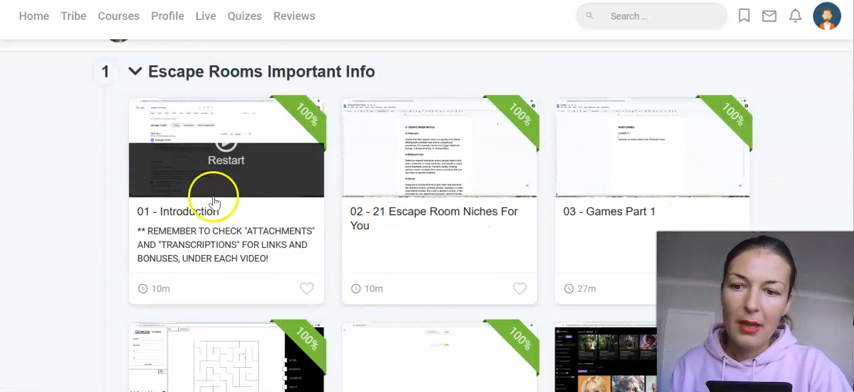 Home Tribe Courses Profile Live Quizes Reviews
Search ...
1 Escape Rooms Important Info
100%
100%
100%
Restart
01 - Introduction
** REMEMBER TO CHECK "ATTACHMENTS"
AND "TRANSCRIPTIONS" FOR LINKS AND
BONUSES, UNDER EACH VIDEO!
10m
02 - 21 Escape Room Niches For
You
10m
03 - Games Part 1
27m
100%
100%
100%